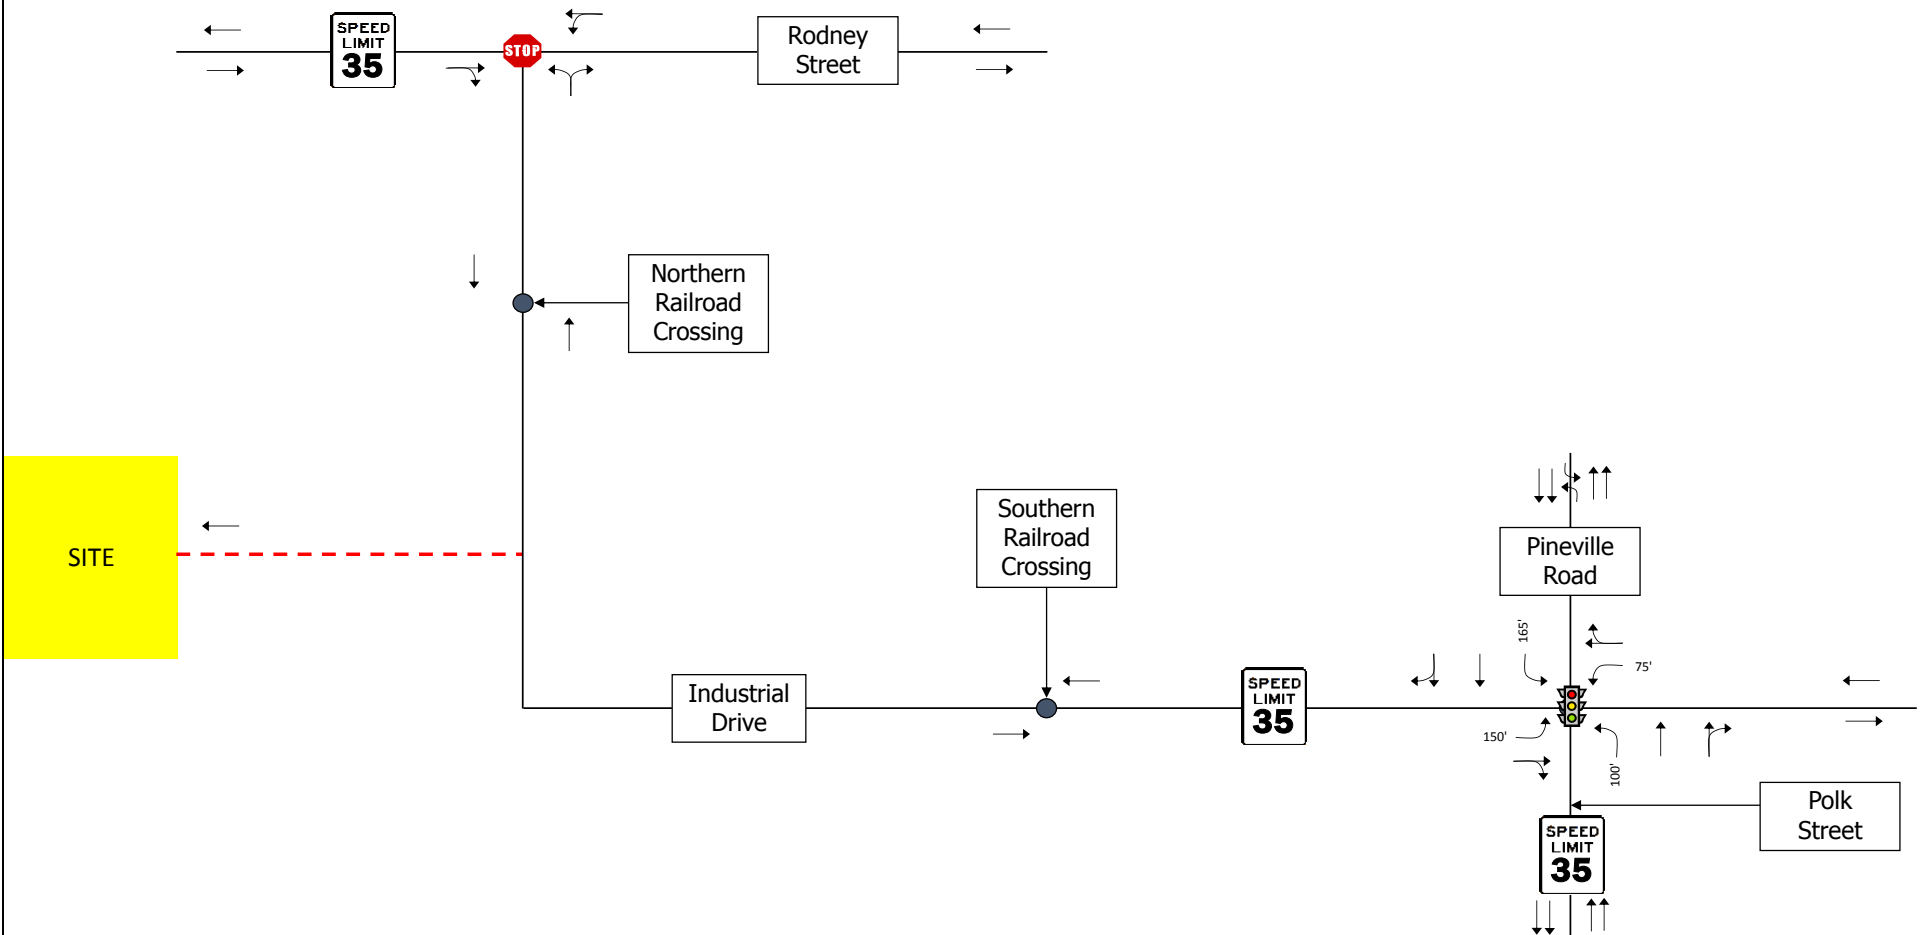 SPEED
LIMIT
35
STOP
Rodney
Street
Northern
Railroad
Crossing
SITE
Southern
Railroad
Crossing
Pineville
Road
165'
75'
Industrial
Drive
SPEED
LIMIT
35
150'
100'
Polk
Street
SPEED
LIMIT
35